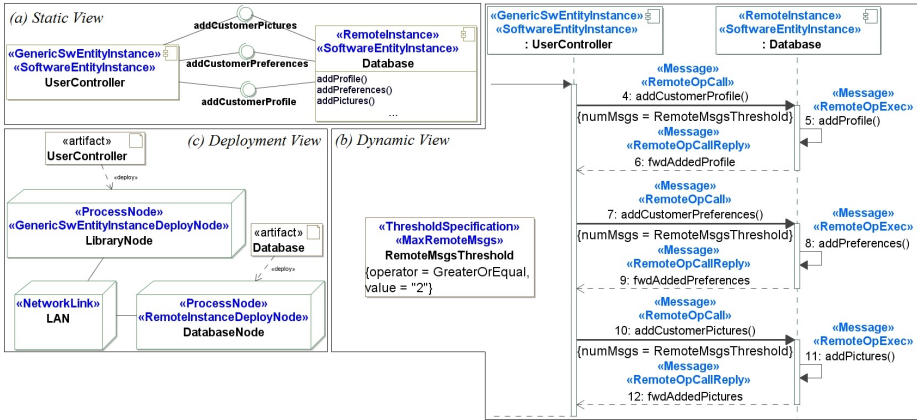 (a) Static View
addCustomerPictures
«GenericSwEntityInstance»
«SoftwareEntityInstance»
UserController
addCustomerPreferences
addCustomerProfile
«RemoteInstance»
«SoftwareEntityInstance»
Database
addProfile()
addPreferences()
addPictures()
...
(c) Deployment View
«artifact»
UserController
«deploy»
«ProcessNode»
«GenericSwEntityInstanceDeployNode»
LibraryNode
«artifact»
Database
«deploy»
«NetworkLink»
LAN
«ProcessNode»
«RemoteInstanceDeployNode»
DatabaseNode
(b) Dynamic View
«ThresholdSpecification»
«MaxRemoteMsgs»
RemoteMsgsThreshold
{operator = GreaterOrEqual,
value = "2"}
«GenericSwEntityInstance»
«SoftwareEntityInstance»
: UserController
«RemoteInstance»
«SoftwareEntityInstance»
: Database
«Message»
«RemoteOpCall»
4: addCustomerProfile()
{numMsgs = RemoteMsgsThreshold}
«Message»
«RemoteOpExec»
5: addProfile()
«Message»
«RemoteOpCallReply»
6: fwdAddedProfile
«Message»
«RemoteOpCall»
7: addCustomerPreferences()
{numMsgs = RemoteMsgsThreshold}
«Message»
«RemoteOpExec»
8: addPreferences()
«Message»
«RemoteOpCallReply»
9: fwdAddedPreferences
«Message»
«RemoteOpCall»
10: addCustomerPictures()
{numMsgs = RemoteMsgsThreshold}
«Message»
«RemoteOpExec»
11: addPictures()
«Message»
«RemoteOpCallReply»
12: fwdAddedPictures